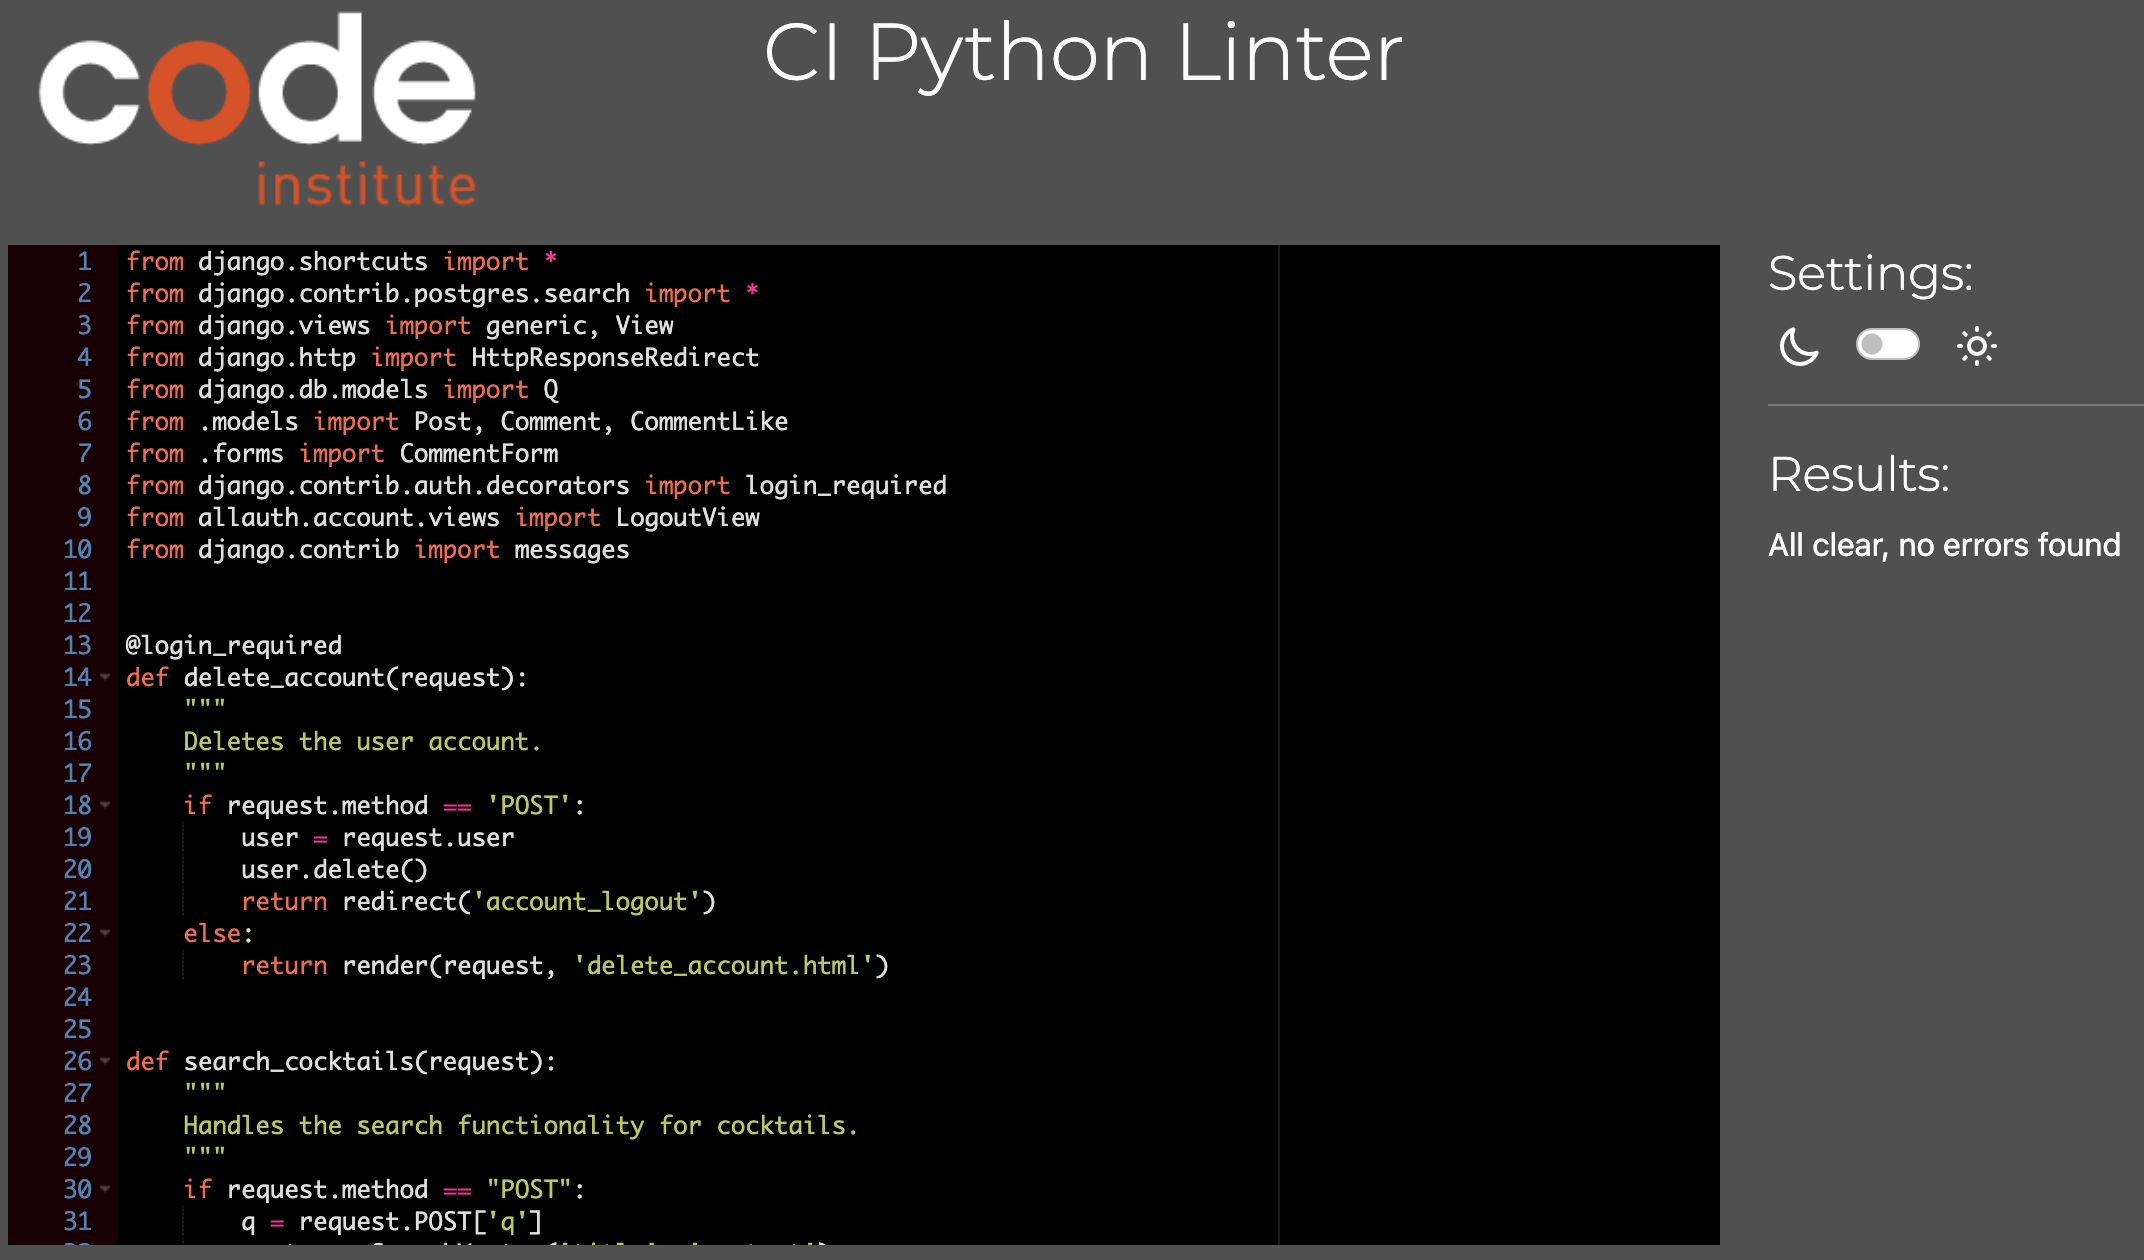 code
institute
CI Python Linter
1 from django.shortcuts import *
2 from django.contrib.postgres.search import *
3 from django.views import generic, View
4 from django.http import HttpResponseRedirect
5 from django.db.models import Q
6 from .models import Post, Comment, CommentLike
7 from .forms import CommentForm
8 from django.contrib.auth.decorators import login_required
9 from allauth.account.views import LogoutView
10 from django.contrib import messages
11
12
13 @login_required
14 def delete_account(request):
15     """
16     Deletes the user account.
17     """
18     if request.method == 'POST':
19         user = request.user
20         user.delete()
21         return redirect('account_logout')
22     else:
23         return render(request, 'delete_account.html')
24
25
26 def search_cocktails(request):
27     """
28     Handles the search functionality for cocktails.
29     """
30     if request.method == "POST":
31         q = request.POST['q']
Settings:
Results:
All clear, no errors found